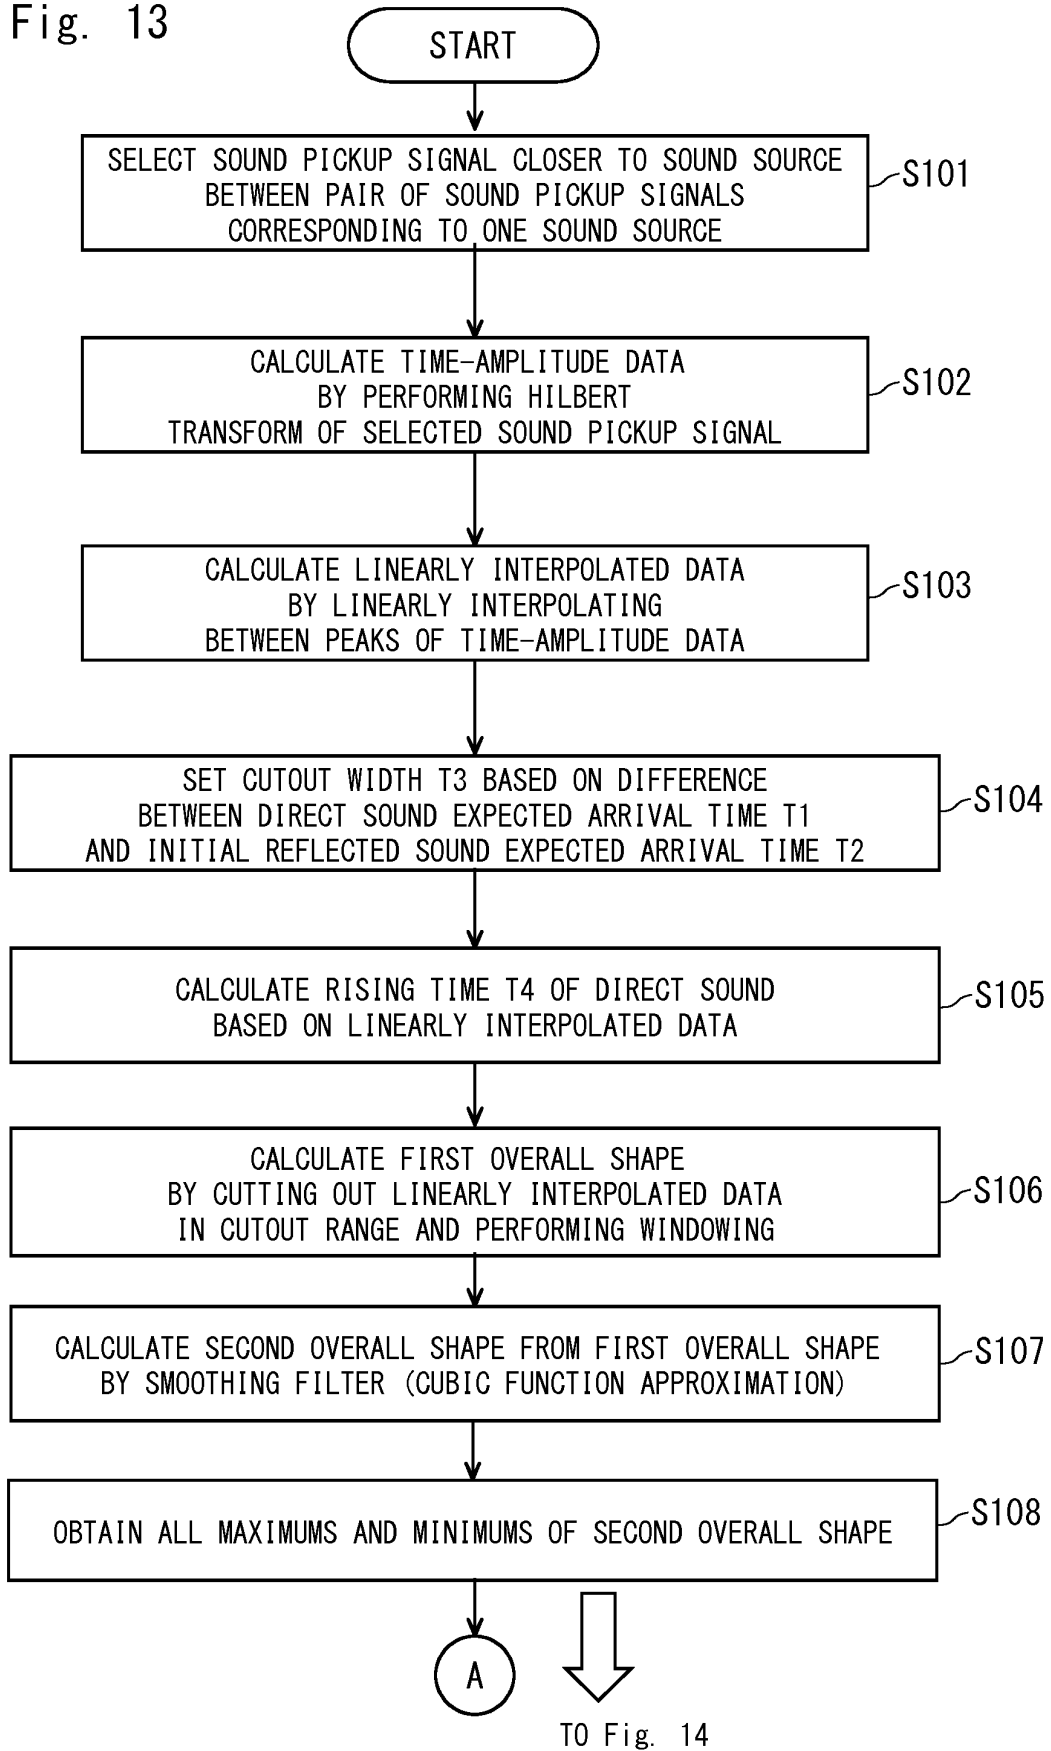 Fig. 13
START
SELECT SOUND PICKUP SIGNAL CLOSER TO SOUND SOURCE
BETWEEN PAIR OF SOUND PICKUP SIGNALS
CORRESPONDING TO ONE SOUND SOURCE
S101
CALCULATE TIME-AMPLITUDE DATA
BY PERFORMING HILBERT
TRANSFORM OF SELECTED SOUND PICKUP SIGNAL
S102
CALCULATE LINEARLY INTERPOLATED DATA
BY LINEARLY INTERPOLATING
BETWEEN PEAKS OF TIME-AMPLITUDE DATA
S103
SET CUTOUT WIDTH T3 BASED ON DIFFERENCE
BETWEEN DIRECT SOUND EXPECTED ARRIVAL TIME T1
AND INITIAL REFLECTED SOUND EXPECTED ARRIVAL TIME T2
S104
CALCULATE RISING TIME T4 OF DIRECT SOUND
BASED ON LINEARLY INTERPOLATED DATA
S105
CALCULATE FIRST OVERALL SHAPE
BY CUTTING OUT LINEARLY INTERPOLATED DATA
IN CUTOUT RANGE AND PERFORMING WINDOWING
S106
CALCULATE SECOND OVERALL SHAPE FROM FIRST OVERALL SHAPE
BY SMOOTHING FILTER (CUBIC FUNCTION APPROXIMATION)
S107
OBTAIN ALL MAXIMUMS AND MINIMUMS OF SECOND OVERALL SHAPE
S108
A
TO Fig. 14